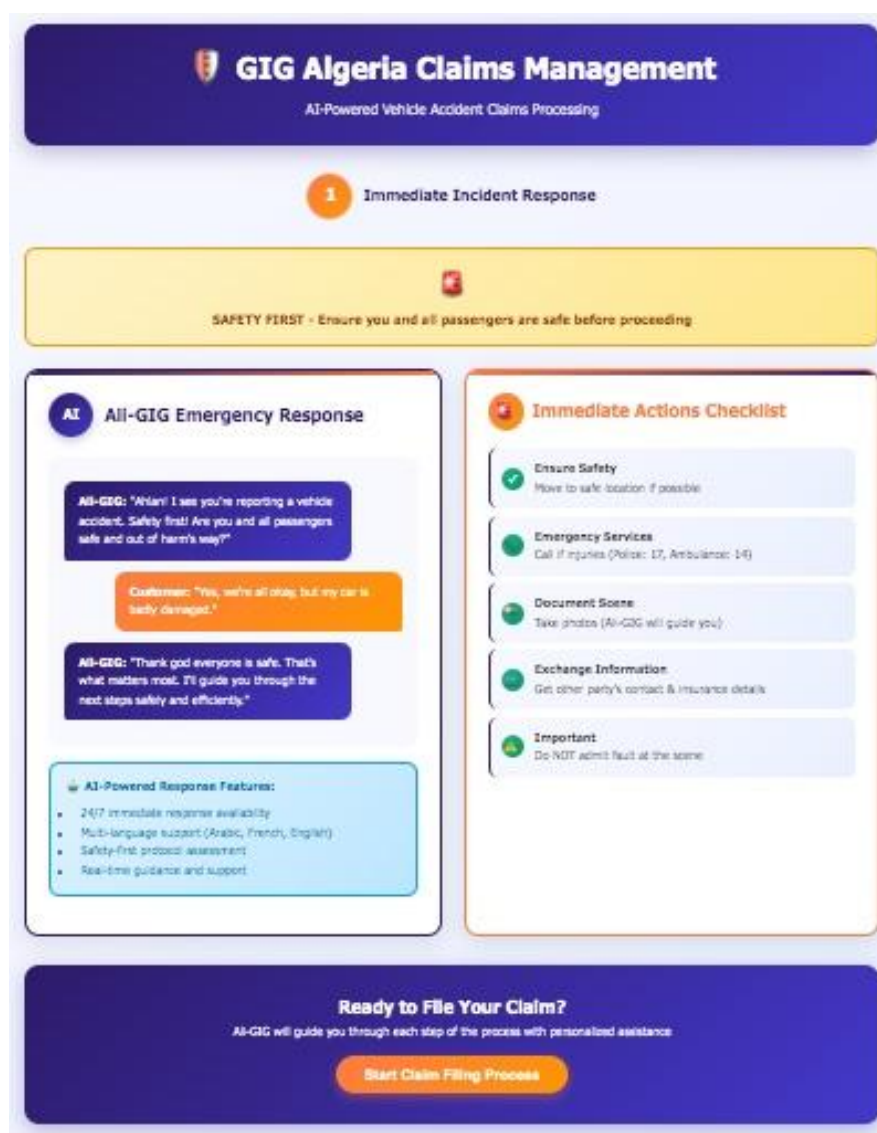 GIG Algeria Claims Management
AI-Powered Vehicle Accident Claims Processing
1
Immediate Incident Response
SAFETY FIRST - Ensure you and all passengers are safe before proceeding
AI
Ali-GIG Emergency Response
Ali-GIG: "Ahlan! I see you're reporting a vehicle
accident. Safety first! Are you and all passengers
safe and out of harm's way?"
Customer: "Yes, we're all okay, but my car is
badly damaged."
Ali-GIG: "Thank god everyone is safe. That's
what matters most. I'll guide you through the
next steps safely and efficiently."
AI-Powered Response Features:
24/7 immediate response availability
Multi-language support (Arabic, French, English)
Safety-first protocol assessment
Real-time guidance and support
Immediate Actions Checklist
Ensure Safety
Move to safe location if possible
Emergency Services
Call if injuries (Police: 17, Ambulance: 14)
Document Scene
Take photos (Ali-GIG will guide you)
Exchange Information
Get other party's contact & insurance details
Important
Do NOT admit fault at the scene
Ready to File Your Claim?
Ali-GIG will guide you through each step of the process with personalized assistance
Start Claim Filing Process